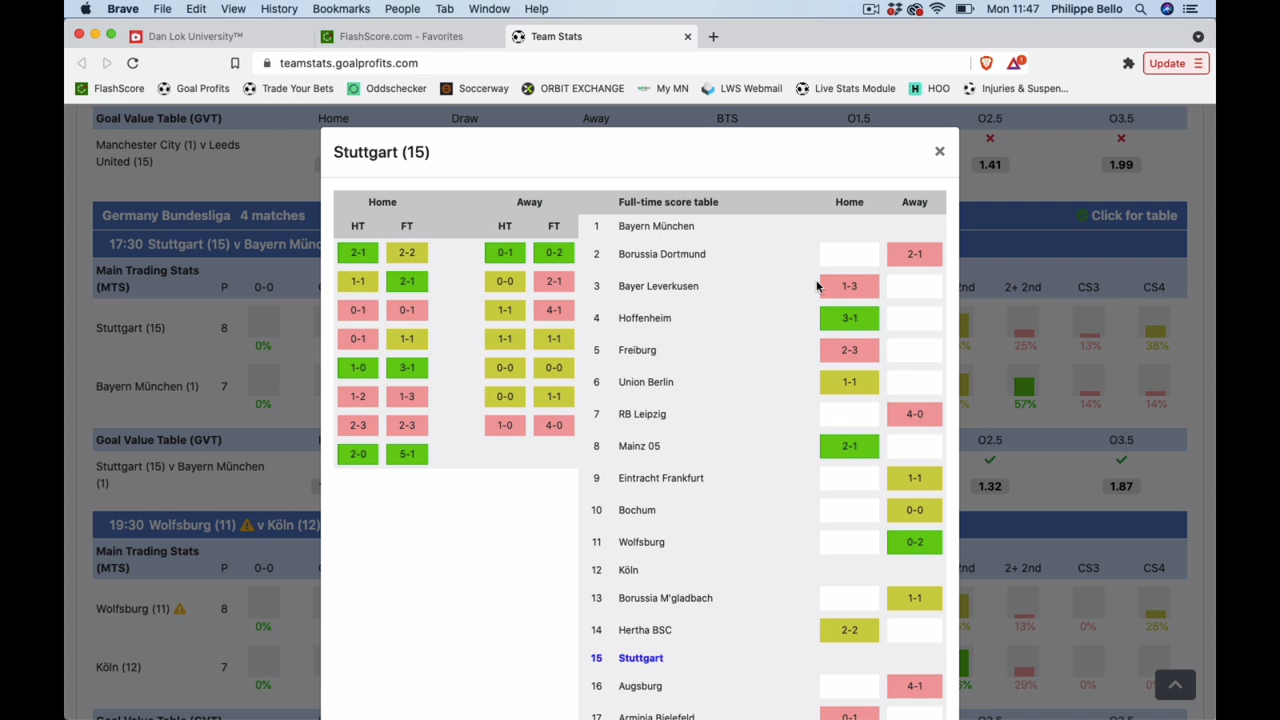 Brave File Edit View History Bookmarks People Tab Window Help Mon 11:47 Philippe Bello
Dan Lok University™ FlashScore.com - Favorites Team Stats
teamstats.goalprofits.com Update
FlashScore Goal Profits Trade Your Bets Oddschecker Soccerway ORBIT EXCHANGE My MN LWS Webmail Live Stats Module HOO Injuries & Suspen...
Goal Value Table (GVT) Home Draw Away BTS O1.5 O2.5 O3.5
Manchester City (1) v Leeds
United (15) 1.41 1.99
Germany Bundesliga 4 matches Click for table
17:30 Stuttgart (15) v Bayern Münc
Main Trading Stats
(MTS) P 0-0 2nd 2+ 2nd CS3 CS4
Stuttgart (15) 8 0% 25% 13% 38%
Bayern München (1) 7 0% 57% 14% 14%
Goal Value Table (GVT) O2.5 O3.5
Stuttgart (15) v Bayern München
(1) 1.32 1.87
19:30 Wolfsburg (11) v Köln (12)
Main Trading Stats
(MTS) P 0-0 2nd 2+ 2nd CS3 CS4
Wolfsburg (11) 8 0% 13% 0% 25%
Köln (12) 7 0% 29% 0%
Stuttgart (15)
Home Away
HT FT HT FT
2-1 2-2 0-1 0-2
1-1 2-1 0-0 2-1
0-1 0-1 1-1 4-1
0-1 1-1 1-1 1-1
1-0 3-1 0-0 0-0
1-2 1-3 0-0 1-1
2-3 2-3 1-0 4-0
2-0 5-1
Full-time score table Home Away
1 Bayern München
2 Borussia Dortmund 2-1
3 Bayer Leverkusen 1-3
4 Hoffenheim 3-1
5 Freiburg 2-3
6 Union Berlin 1-1
7 RB Leipzig 4-0
8 Mainz 05 2-1
9 Eintracht Frankfurt 1-1
10 Bochum 0-0
11 Wolfsburg 0-2
12 Köln
13 Borussia M'gladbach 1-1
14 Hertha BSC 2-2
15 Stuttgart
16 Augsburg 4-1
17 Arminia Bielefeld 0-1